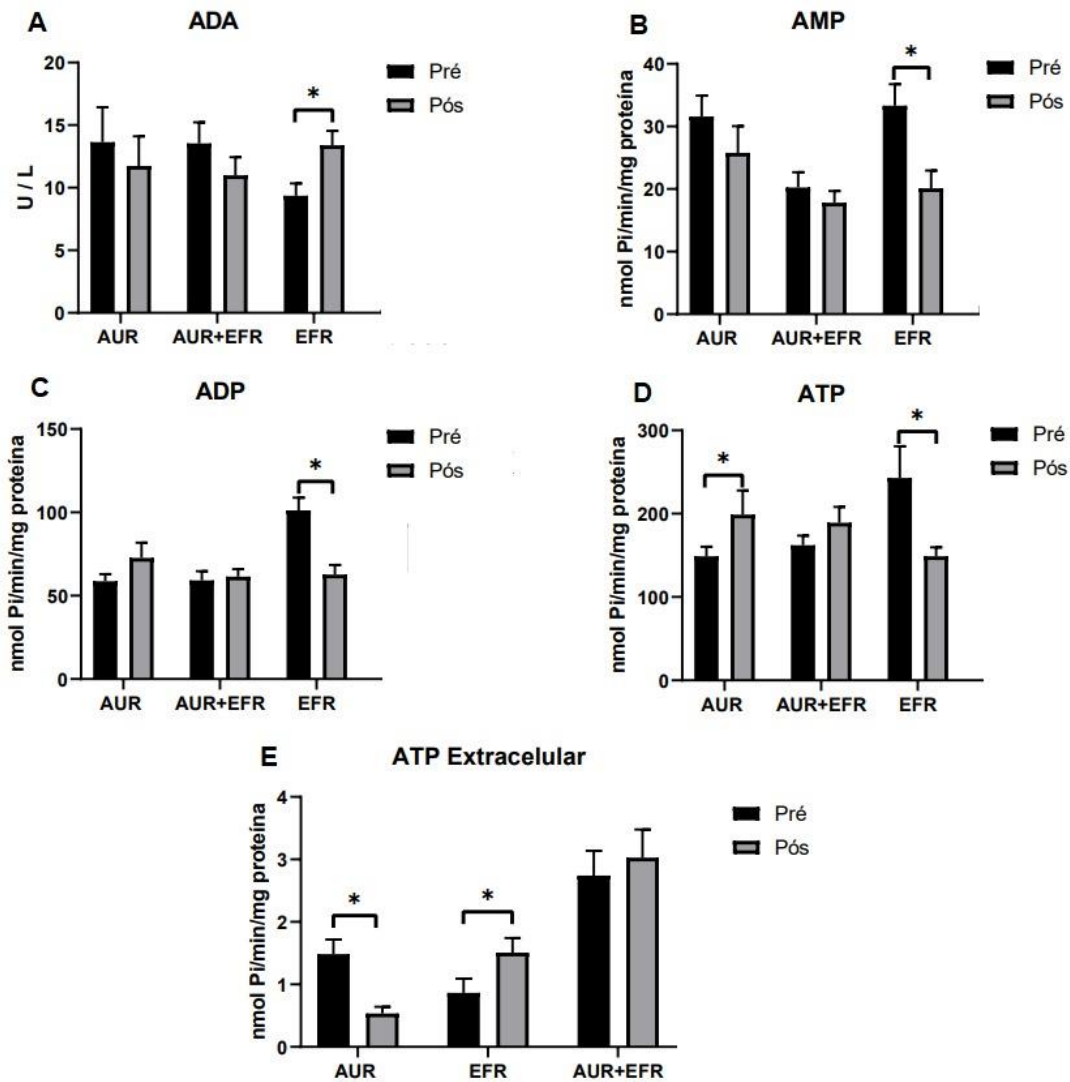 A ADA
U / L
20
15
10
5
0
*
Pré
Pós
AUR AUR+EFR EFR
B AMP
nmol Pi/min/mg proteína
40
30
20
10
0
*
Pré
Pós
AUR AUR+EFR EFR
C ADP
nmol Pi/min/mg proteína
150
100
50
0
*
Pré
Pós
AUR AUR+EFR EFR
D ATP
nmol Pi/min/mg proteína
300
200
100
0
*
*
Pré
Pós
AUR AUR+EFR EFR
E ATP Extracelular
nmol Pi/min/mg proteína
4
3
2
1
0
*
*
Pré
Pós
AUR EFR AUR+EFR